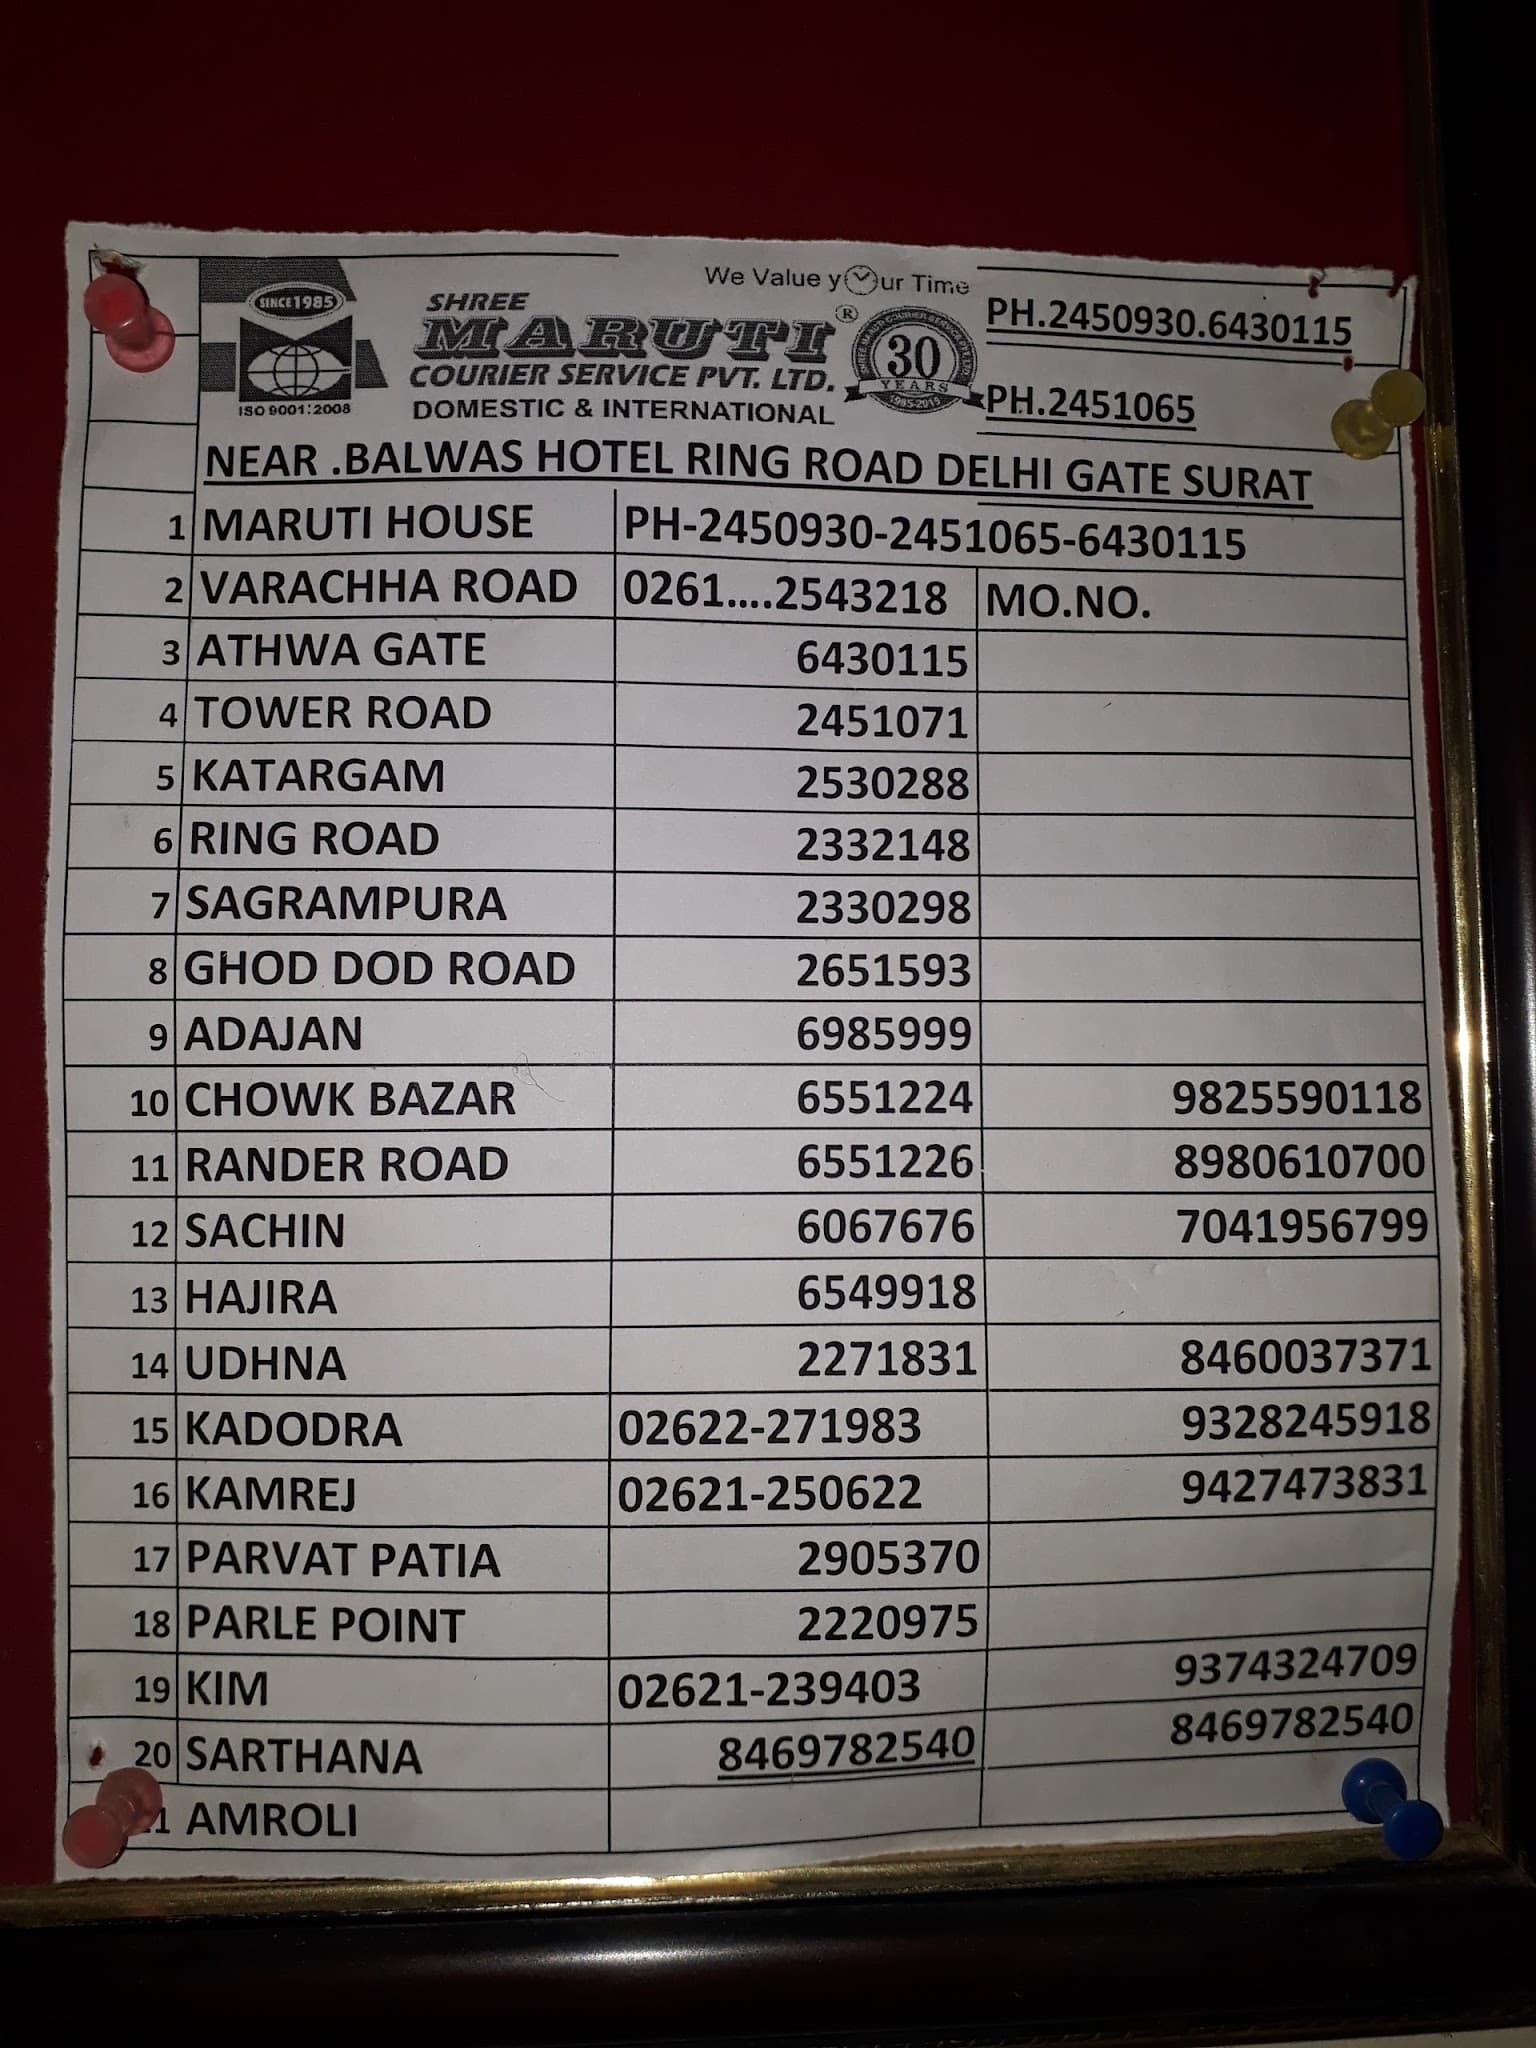 We Value yOur Time
SINCE1985
SHREE
MARUTI ®
COURIER SERVICE PVT. LTD.
DOMESTIC & INTERNATIONAL
ISO 9001:2008
30
YEARS
1985-2015
PH.2450930.6430115
PH.2451065
NEAR .BALWAS HOTEL RING ROAD DELHI GATE SURAT
1 MARUTI HOUSE PH-2450930-2451065-6430115
2 VARACHHA ROAD 0261....2543218 MO.NO.
3 ATHWA GATE 6430115
4 TOWER ROAD 2451071
5 KATARGAM 2530288
6 RING ROAD 2332148
7 SAGRAMPURA 2330298
8 GHOD DOD ROAD 2651593
9 ADAJAN 6985999
10 CHOWK BAZAR 6551224 9825590118
11 RANDER ROAD 6551226 8980610700
12 SACHIN 6067676 7041956799
13 HAJIRA 6549918
14 UDHNA 2271831 8460037371
15 KADODRA 02622-271983 9328245918
16 KAMREJ 02621-250622 9427473831
17 PARVAT PATIA 2905370
18 PARLE POINT 2220975
19 KIM 02621-239403 9374324709
20 SARTHANA 8469782540 8469782540
AMROLI